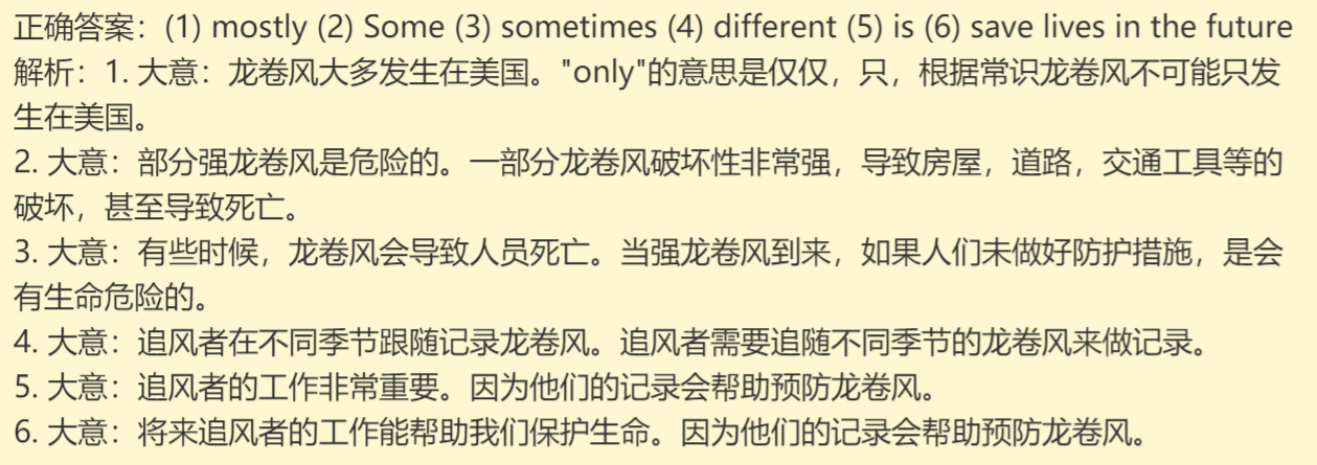 正确答案：(1) mostly (2) Some (3) sometimes (4) different (5) is (6) save lives in the future
解析：1. 大意：龙卷风大多发生在美国。"only"的意思是仅仅，只，根据常识龙卷风不可能只发
生在美国。
2. 大意：部分强龙卷风是危险的。一部分龙卷风破坏性非常强，导致房屋，道路，交通工具等的
破坏，甚至导致死亡。
3. 大意：有些时候，龙卷风会导致人员死亡。当强龙卷风到来，如果人们未做好防护措施，是会
有生命危险的。
4. 大意：追风者在不同季节跟随记录龙卷风。追风者需要追随不同季节的龙卷风来做记录。
5. 大意：追风者的工作非常重要。因为他们的记录会帮助预防龙卷风。
6. 大意：将来追风者的工作能帮助我们保护生命。因为他们的记录会帮助预防龙卷风。